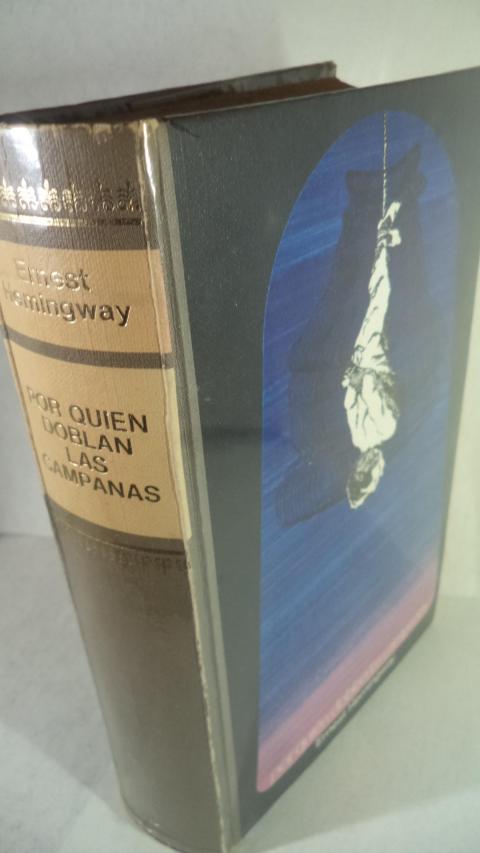 Ernest
Hemingway
POR QUIEN
DOBLAN
LAS
CAMPANAS